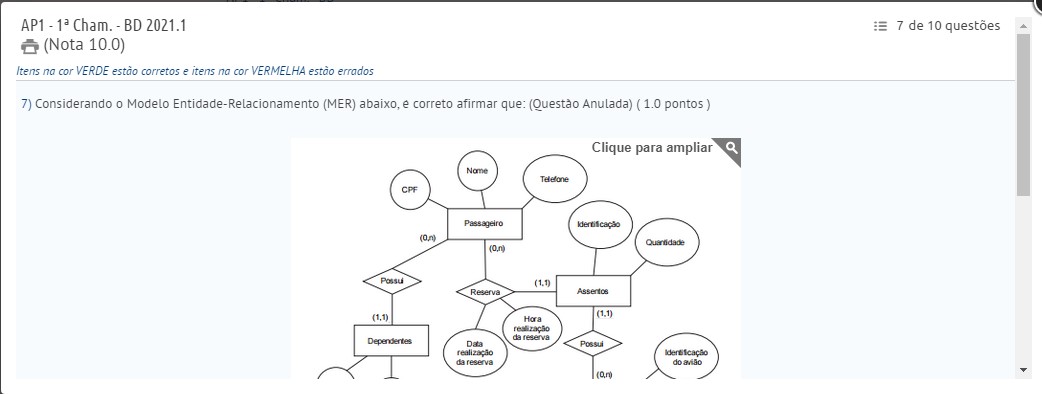 AP1 - 1ª Cham. - BD 2021.1
7 de 10 questões
(Nota 10.0)
Itens na cor VERDE estão corretos e itens na cor VERMELHA estão errados
7) Considerando o Modelo Entidade-Relacionamento (MER) abaixo, é correto afirmar que: (Questão Anulada) ( 1.0 pontos )
Clique para ampliar
Nome
Telefone
CPF
Passageiro
Identificação
(0,n)
(0,n)
Quantidade
Possui
Reserva
(1,1)
Assentos
(1,1)
(1,1)
Hora
realização
da reserva
Dependentes
Data
realização
da reserva
Possui
Identificação
do avião
(0,n)